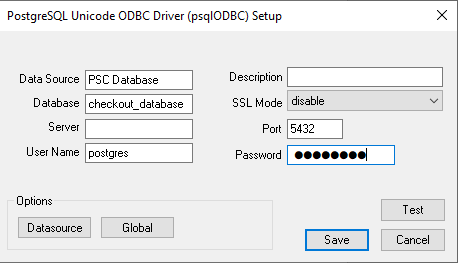 PostgreSQL Unicode ODBC Driver (psqlODBC) Setup
Data Source PSC Database Description
Database checkout_database SSL Mode disable
Server Port 5432
User Name postgres Password ●●●●●●●●
Options
Datasource Global Test
Save Cancel